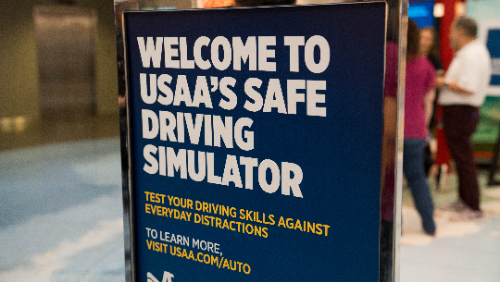 WELCOME TO
USAA'S SAFE
DRIVING
SIMULATOR
TEST YOUR DRIVING SKILLS AGAINST
EVERYDAY DISTRACTIONS
TO LEARN MORE,
VISIT USAA.COM/AUTO